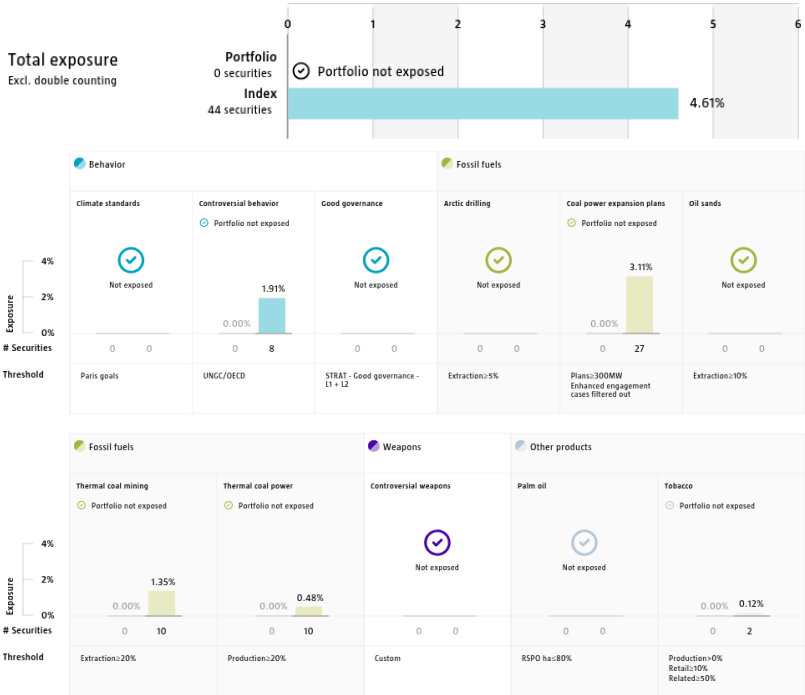 0 1 2 3 4 5 6
Total exposure
Excl. double counting
Portfolio
0 securities
Portfolio not exposed
Index
44 securities
4.61%
Behavior
Fossil fuels
Climate standards
Controversial behavior
Good governance
Arctic drilling
Coal power expansion plans
Oil sands
Portfolio not exposed
Portfolio not exposed
Exposure
4%
2%
0%
Not exposed
0.00%
1.91%
Not exposed
Not exposed
0.00%
3.11%
Not exposed
# Securities
0 0
0 8
0 0
0 0
0 27
0 0
Threshold
Paris goals
UNGC/OECD
STRAT - Good governance -
L1 + L2
Extraction≥5%
Plans≥300MW
Enhanced engagement
cases filtered out
Extraction≥10%
Fossil fuels
Weapons
Other products
Thermal coal mining
Thermal coal power
Controversial weapons
Palm oil
Tobacco
Portfolio not exposed
Portfolio not exposed
Portfolio not exposed
Exposure
4%
2%
0%
0.00%
1.35%
0.00%
0.48%
Not exposed
Not exposed
0.00%
0.12%
# Securities
0 10
0 10
0 0
0 0
0 2
Threshold
Extraction≥20%
Production≥20%
Custom
RSPO ha≤80%
Production>0%
Retail≥10%
Related≥50%